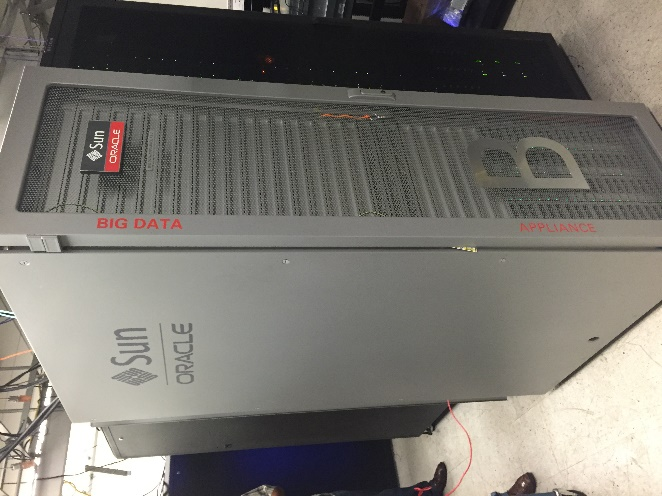 Sun
ORACLE
BIG DATA
APPLIANCE
B
Sun
ORACLE